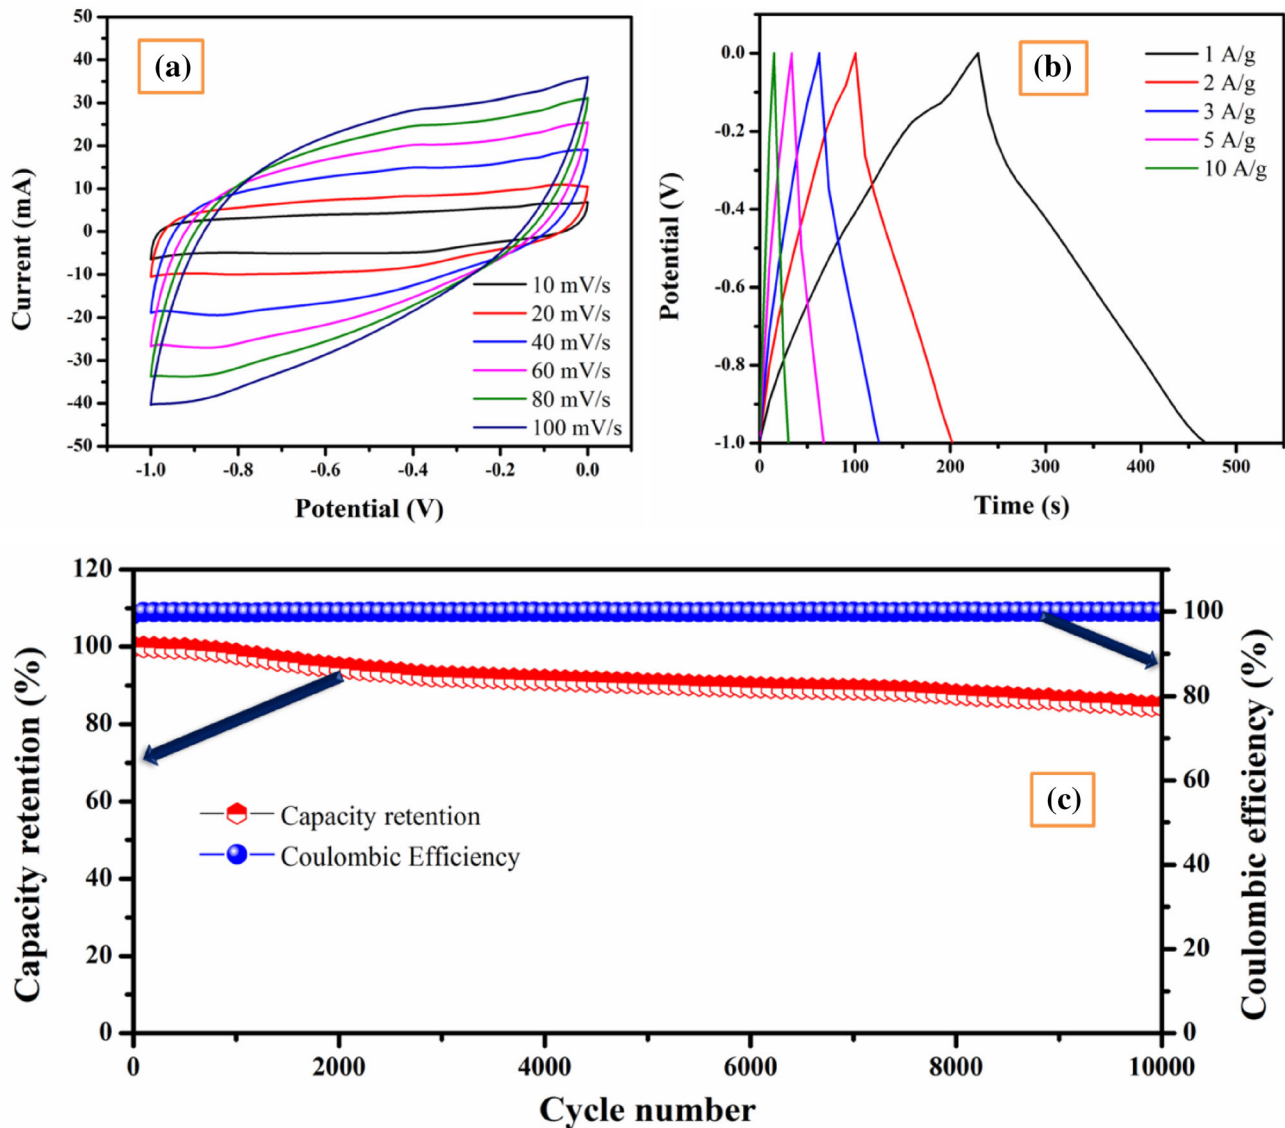 (a)
50
40
30
20
10
0
-10
-20
-30
-40
-50
Current (mA)
10 mV/s
20 mV/s
40 mV/s
60 mV/s
80 mV/s
100 mV/s
-1.0 -0.8 -0.6 -0.4 -0.2 0.0
Potential (V)
(b)
0.0
-0.2
-0.4
-0.6
-0.8
-1.0
Potential (V)
1 A/g
2 A/g
3 A/g
5 A/g
10 A/g
0 100 200 300 400 500
Time (s)
120
100
80
60
40
20
0
Capacity retention (%)
Capacity retention
Coulombic Efficiency
(c)
100
80
60
40
20
0
Coulombic efficiency (%)
0 2000 4000 6000 8000 10000
Cycle number